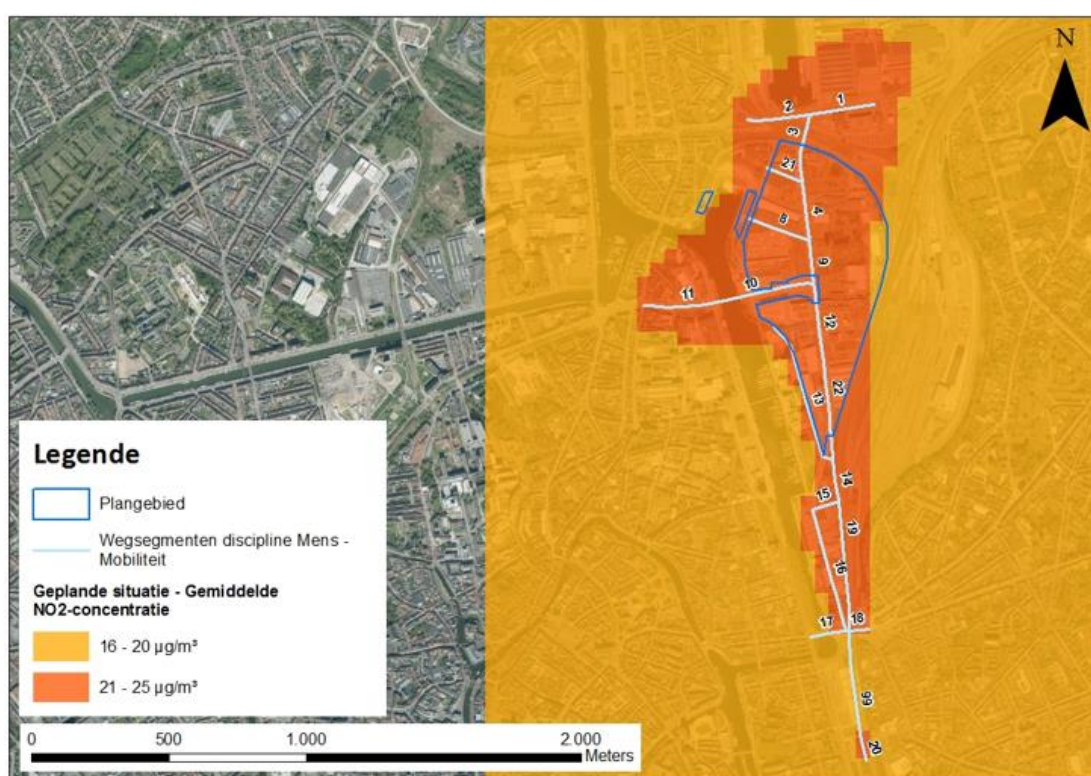 N
1
2
3
21
4
8
9
10
11
12
22
13
14
15
19
16
17
18
99
20
Legende
Plangebied
Wegsegmenten discipline Mens -
Mobiliteit
Geplande situatie - Gemiddelde
NO2-concentratie
16 - 20 µg/m³
21 - 25 µg/m³
0 500 1.000 2.000
Meters